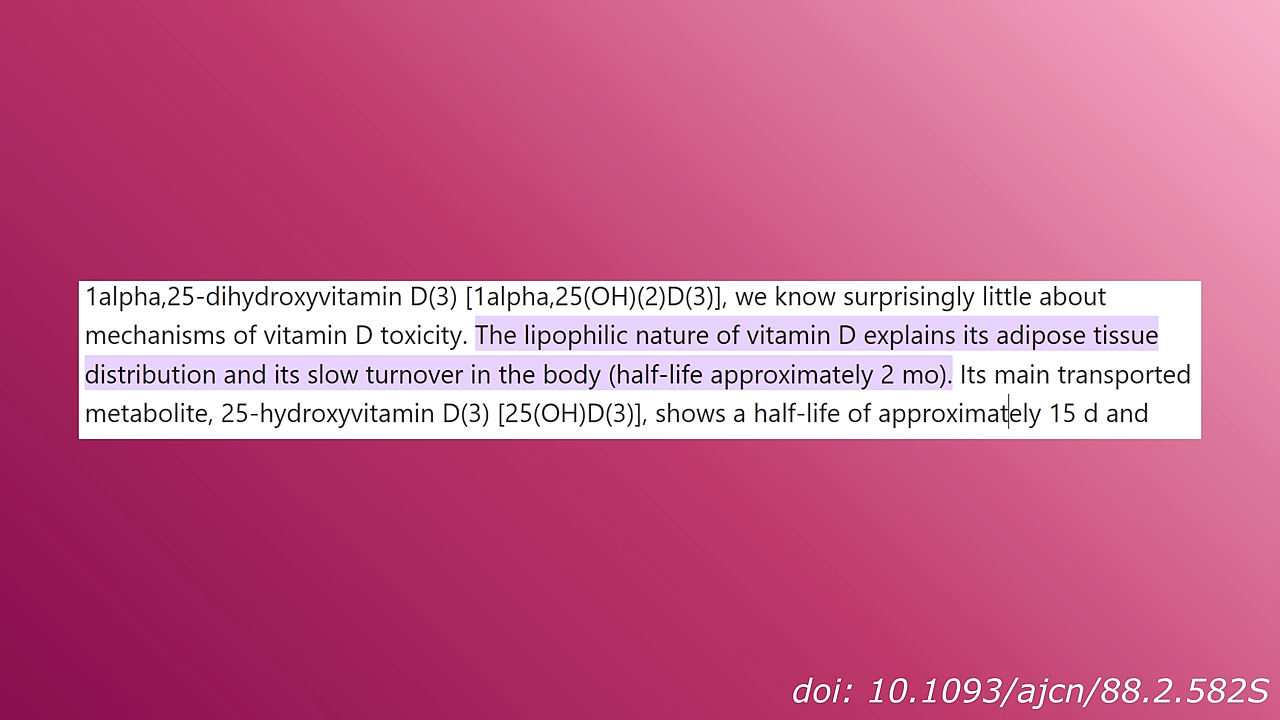 1alpha,25-dihydroxyvitamin D(3) [1alpha,25(OH)(2)D(3)], we know surprisingly little about
mechanisms of vitamin D toxicity. The lipophilic nature of vitamin D explains its adipose tissue
distribution and its slow turnover in the body (half-life approximately 2 mo). Its main transported
metabolite, 25-hydroxyvitamin D(3) [25(OH)D(3)], shows a half-life of approximately 15 d and
doi: 10.1093/ajcn/88.2.582S